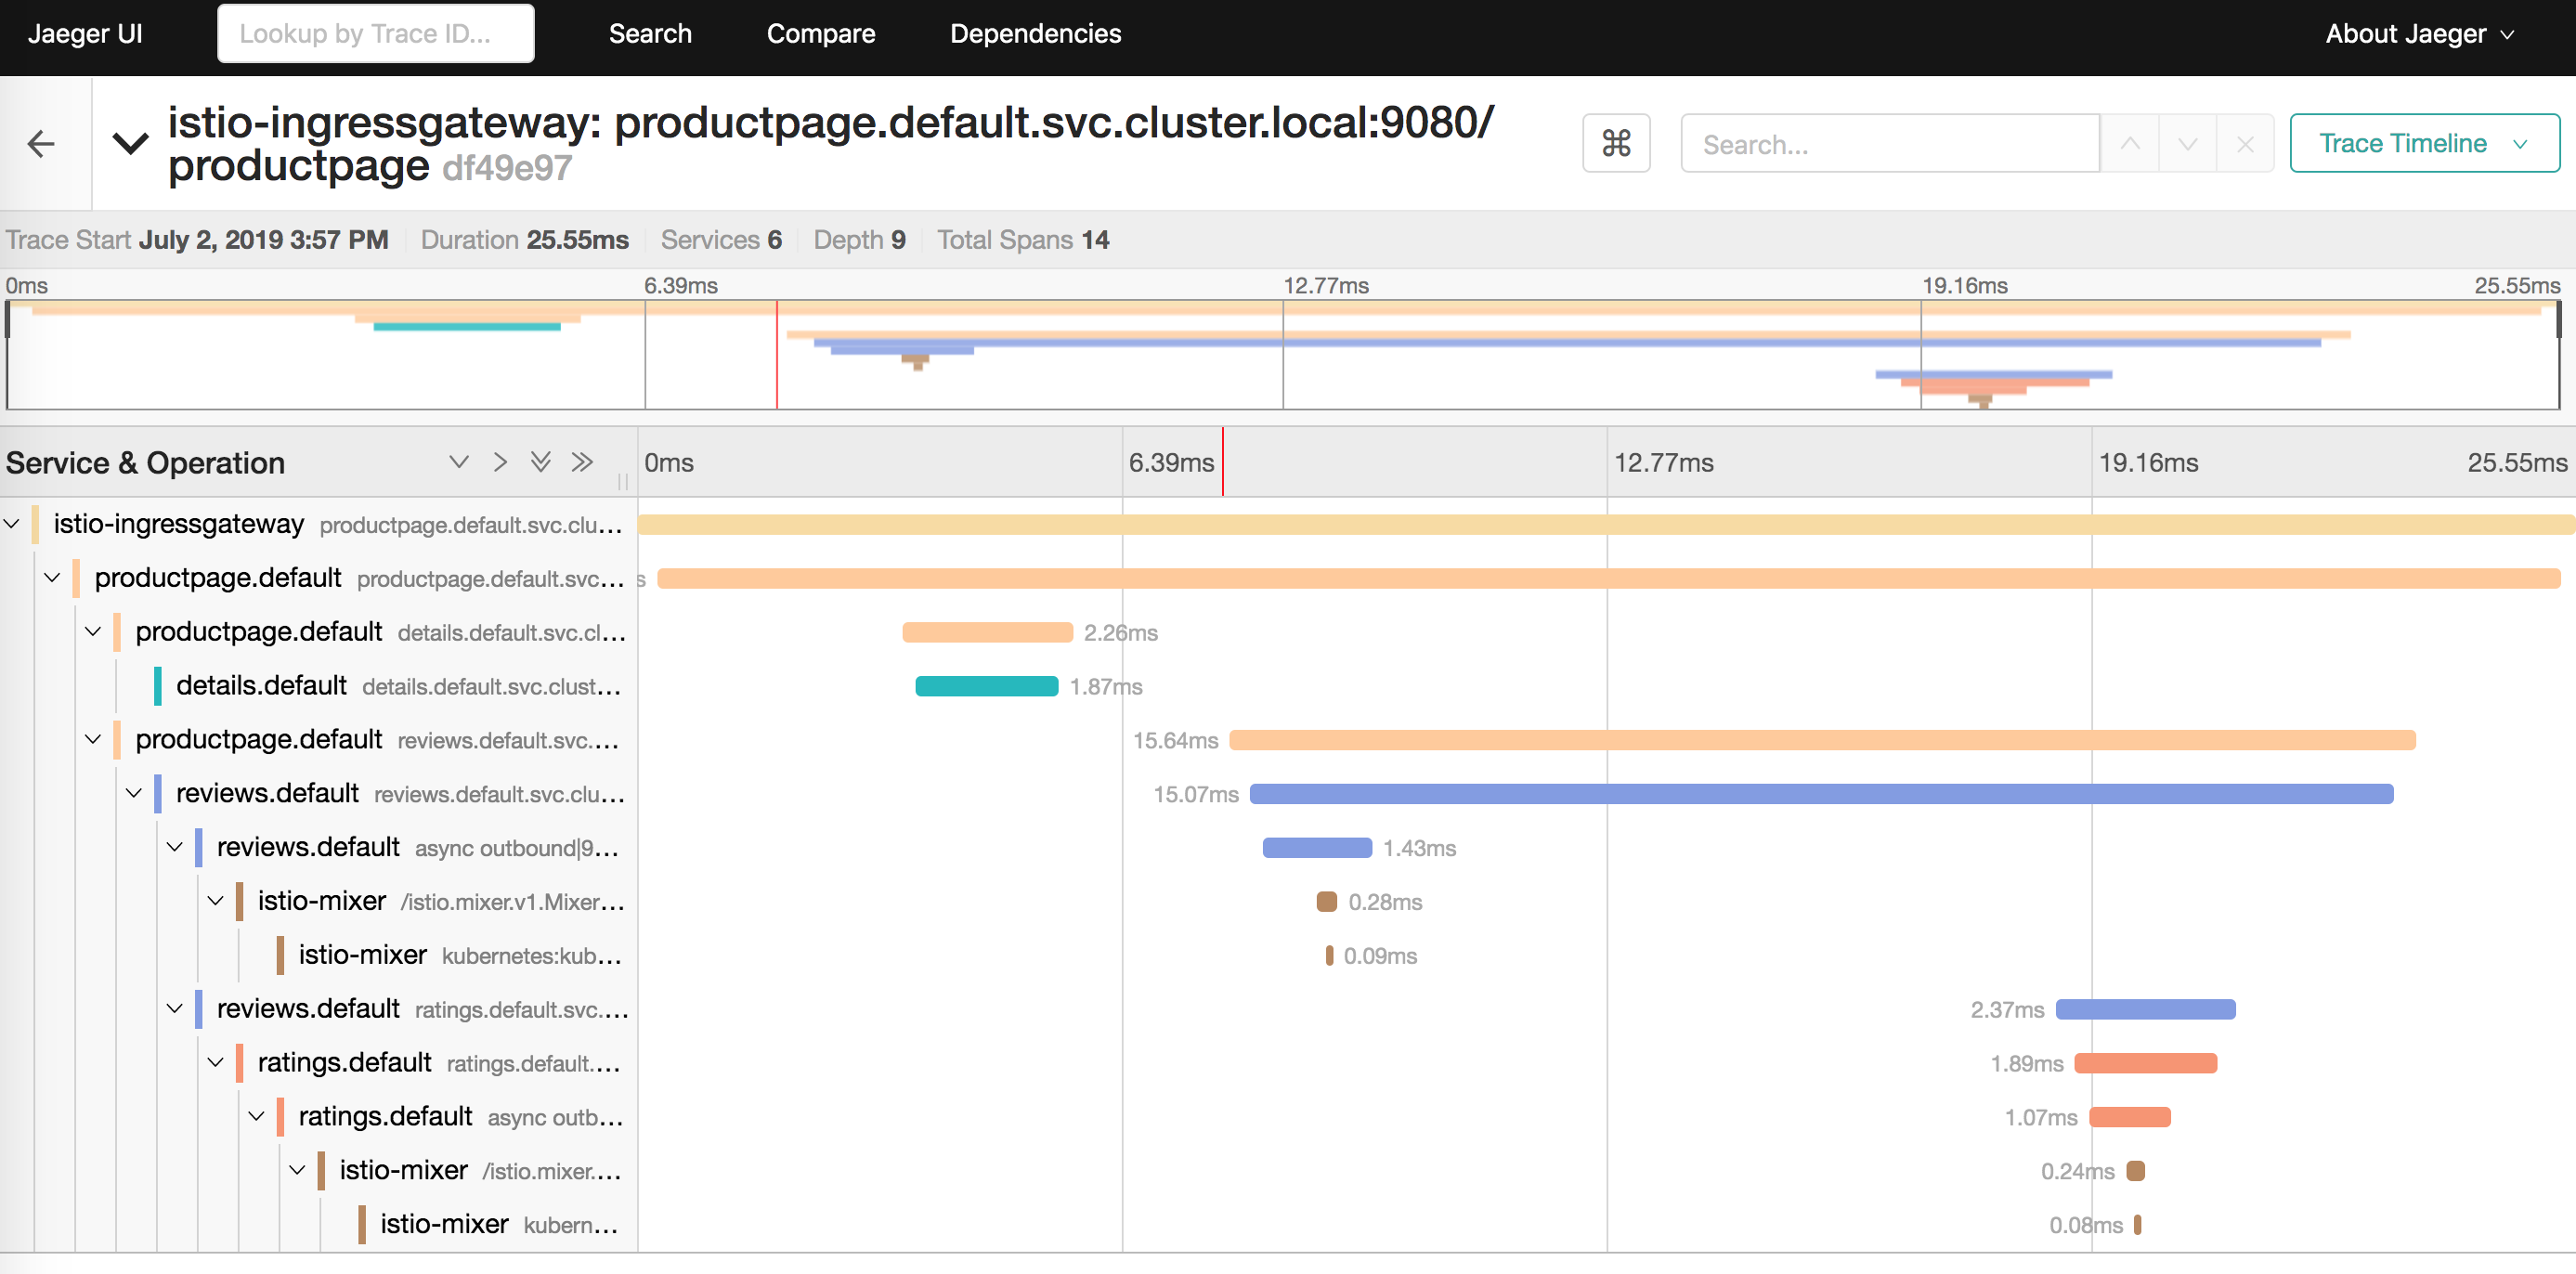 Jaeger UI Lookup by Trace ID... Search Compare Dependencies About Jaeger
istio-ingressgateway: productpage.default.svc.cluster.local:9080/
productpage df49e97
⌘ Search... Trace Timeline
Trace Start July 2, 2019 3:57 PM Duration 25.55ms Services 6 Depth 9 Total Spans 14
0ms 6.39ms 12.77ms 19.16ms 25.55ms
Service & Operation 0ms 6.39ms 12.77ms 19.16ms 25.55ms
istio-ingressgateway productpage.default.svc.clu...
productpage.default productpage.default.svc... s
productpage.default details.default.svc.cl... 2.26ms
details.default details.default.svc.clust... 1.87ms
productpage.default reviews.default.svc.... 15.64ms
reviews.default reviews.default.svc.clu... 15.07ms
reviews.default async outbound|9... 1.43ms
istio-mixer /istio.mixer.v1.Mixer... 0.28ms
istio-mixer kubernetes:kub... 0.09ms
reviews.default ratings.default.svc.... 2.37ms
ratings.default ratings.default.... 1.89ms
ratings.default async outb... 1.07ms
istio-mixer /istio.mixer.... 0.24ms
istio-mixer kubern... 0.08ms